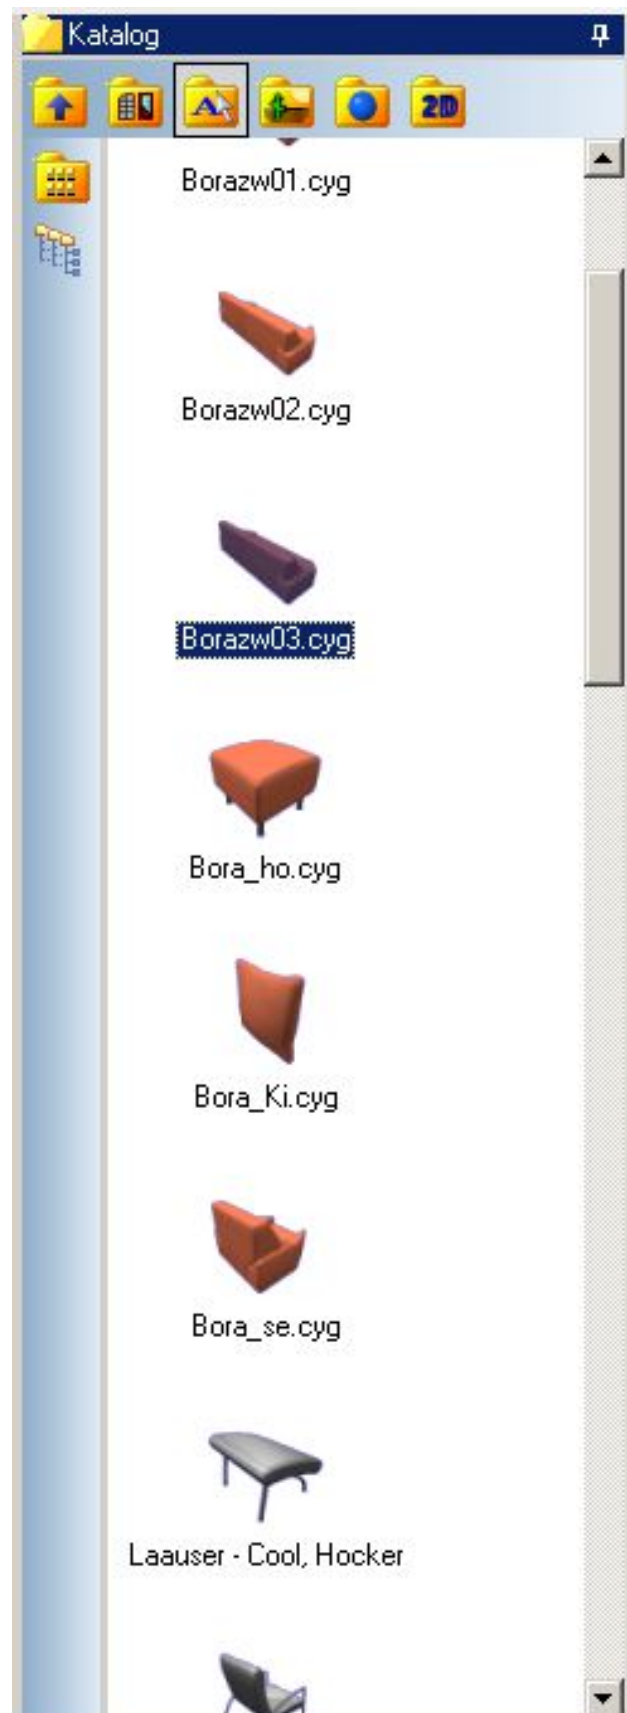 Katalog
A
2D
Borazw01.cyg
Borazw02.cyg
Borazw03.cyg
Bora_ho.cyg
Bora_Ki.cyg
Bora_se.cyg
Laauser - Cool, Hocker